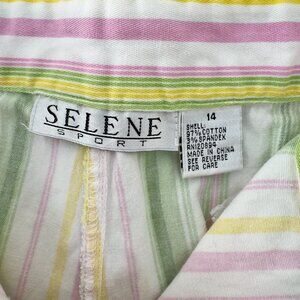 SELENE
SPORT
14
SHELL:
97% COTTON
3% SPANDEX
RN120894
MADE IN CHINA
SEE REVERSE
FOR CARE